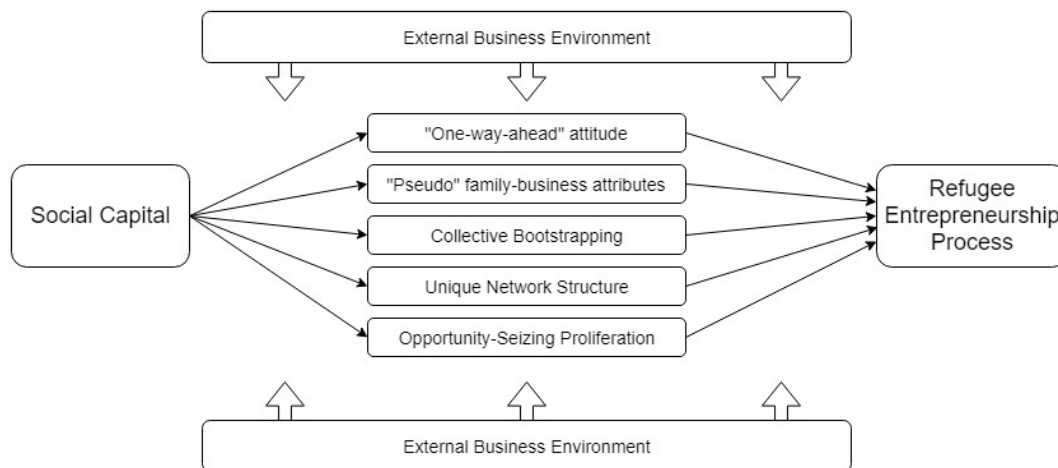 External Business Environment
"One-way-ahead" attitude
"Pseudo" family-business attributes
Social Capital
Collective Bootstrapping
Refugee
Entrepreneurship
Process
Unique Network Structure
Opportunity-Seizing Proliferation
External Business Environment